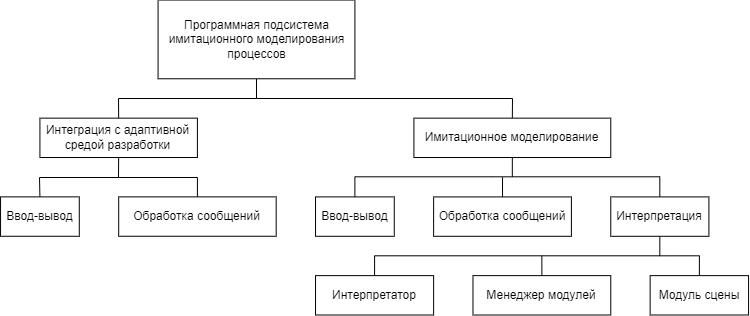 Программная подсистема
имитационного моделирования
процессов
Интеграция с адаптивной
средой разработки
Имитационное моделирование
Ввод-вывод
Обработка сообщений
Ввод-вывод
Обработка сообщений
Интерпретация
Интерпретатор
Менеджер модулей
Модуль сцены